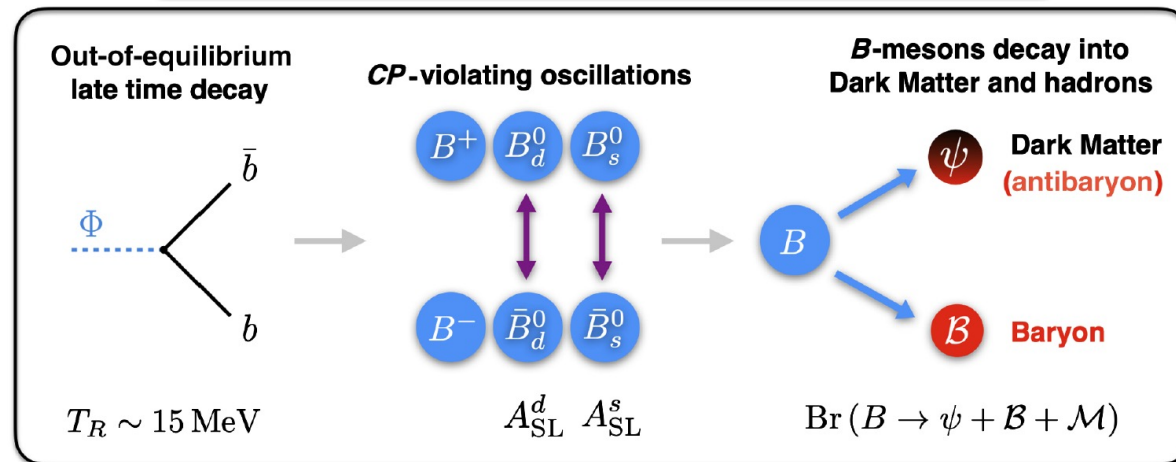 Out-of-equilibrium
late time decay
Φ
b̄
b
T_R ∼ 15 MeV
CP-violating oscillations
B⁺ B⁰_d B⁰_s
B⁻ B̄⁰_d B̄⁰_s
A^d_SL A^s_SL
B-mesons decay into
Dark Matter and hadrons
B
ψ
Dark Matter
(antibaryon)
ℬ
Baryon
Br (B → ψ + ℬ + ℳ)